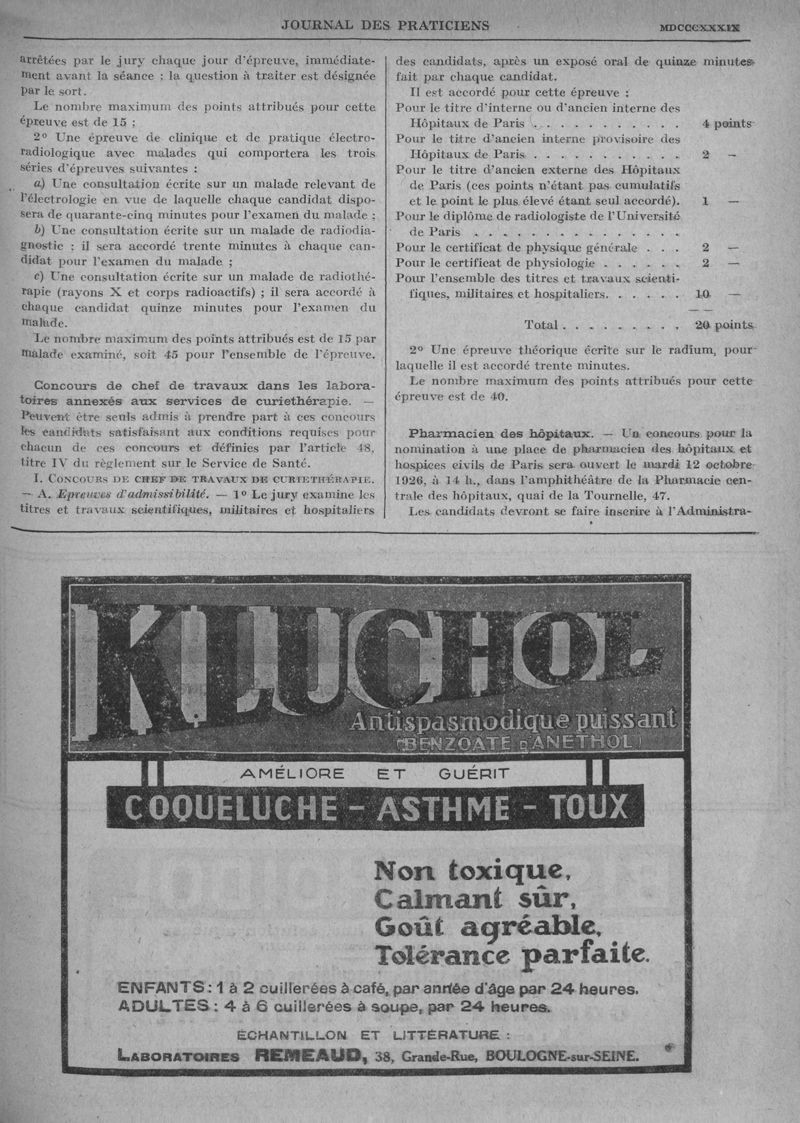 JOURNAL DES PRATICIENS
MDCCCXXXIX
arrêtées par le jury chaque jour d'épreuve, immédiate-
ment avant la séance ; la question à traiter est désignée
par le sort.
Le nombre maximum des points attribués pour cette
épreuve est de 15 ;
2° Une épreuve de clinique et de pratique électro-
radiologique avec malades qui comportera les trois
séries d'épreuves suivantes :
a) Une consultation écrite sur un malade relevant de
l'électrologie en vue de laquelle chaque candidat dispo-
sera de quarante-cinq minutes pour l'examen du malade ;
b) Une consultation écrite sur un malade de radiodia-
gnostic ; il sera accordé trente minutes à chaque can-
didat pour l'examen du malade ;
c) Une consultation écrite sur un malade de radiothé-
rapie (rayons X et corps radioactifs) ; il sera accordé à
chaque candidat quinze minutes pour l'examen du
malade.
Le nombre maximum des points attribués est de 15 par
malade examiné, soit 45 pour l'ensemble de l'épreuve.
Concours de chef de travaux dans les labora-
toires annexés aux services de curiethérapie. —
Peuvent être seuls admis à prendre part à ces concours
les candidats satisfaisant aux conditions requises pour
chacun de ces concours et définies par l'article 48,
titre IV du règlement sur le Service de Santé.
I. CONCOURS DE CHEF DE TRAVAUX DE CURIETHÉRAPIE.
— A. Epreuves d'admissibilité. — 1° Le jury examine les
titres et travaux scientifiques, militaires et hospitaliers
des candidats, après un exposé oral de quinze minutes
fait par chaque candidat.
Il est accordé pour cette épreuve :
Pour le titre d'interne ou d'ancien interne des
Hôpitaux de Paris . . . . . . . . . . . 4 points
Pour le titre d'ancien interne provisoire des
Hôpitaux de Paris . . . . . . . . . . . 2 —
Pour le titre d'ancien externe des Hôpitaux
de Paris (ces points n'étant pas cumulatifs
et le point le plus élevé étant seul accordé). 1 —
Pour le diplôme de radiologiste de l'Université
de Paris . . . . . . . . . . . . . .
Pour le certificat de physique générale . . . 2 —
Pour le certificat de physiologie . . . . . . 2 —
Pour l'ensemble des titres et travaux scienti-
fiques, militaires et hospitaliers. . . . . . 10 —
Total . . . . . . . . . 20 points
2° Une épreuve théorique écrite sur le radium, pour
laquelle il est accordé trente minutes.
Le nombre maximum des points attribués pour cette
épreuve est de 40.
Pharmacien des hôpitaux. — Un concours pour la
nomination à une place de pharmacien des hôpitaux et
hospices civils de Paris sera ouvert le mardi 12 octobre
1926, à 14 h., dans l'amphithéâtre de la Pharmacie cen-
trale des hôpitaux, quai de la Tournelle, 47.
Les candidats devront se faire inscrire à l'Administra-
KLUCHOL
Antispasmodique puissant
(BENZOATE D'ANETHOL)
AMÉLIORE ET GUÉRIT
COQUELUCHE - ASTHME - TOUX
Non toxique,
Calmant sûr,
Goût agréable,
Tolérance parfaite.
ENFANTS : 1 à 2 cuillerées à café, par année d'âge par 24 heures.
ADULTES : 4 à 6 cuillerées à soupe, par 24 heures.
ÉCHANTILLON ET LITTÉRATURE :
LABORATOIRES REMEAUD, 38, Grande-Rue, BOULOGNE-sur-SEINE.